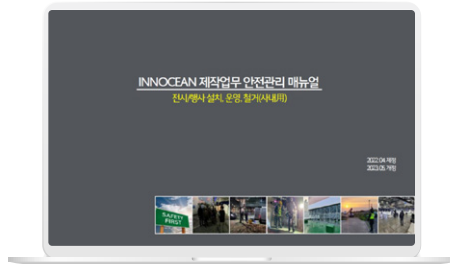 INNOCEAN 제작업무 안전관리 매뉴얼
전시/행사 설치, 운영, 철거(사내用)
2022.04 제정
2023.05 개정
SAFETY
FIRST